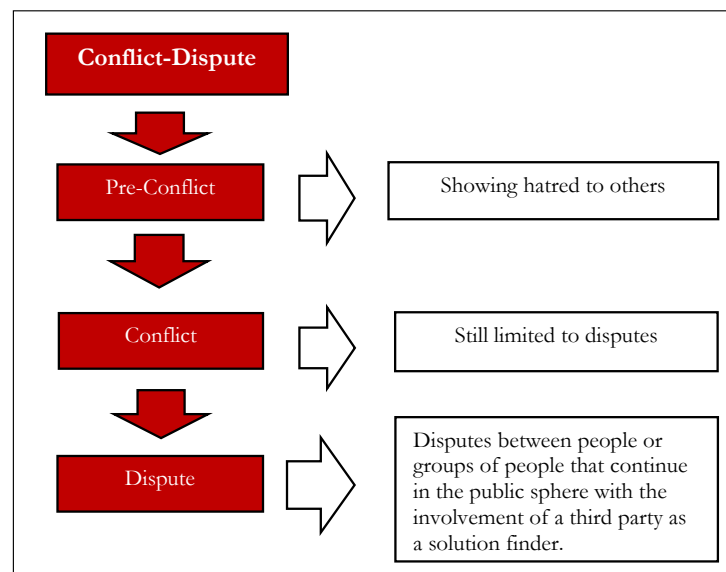 Conflict-Dispute
Pre-Conflict
Showing hatred to others
Conflict
Still limited to disputes
Dispute
Disputes between people or
groups of people that continue
in the public sphere with the
involvement of a third party as
a solution finder.